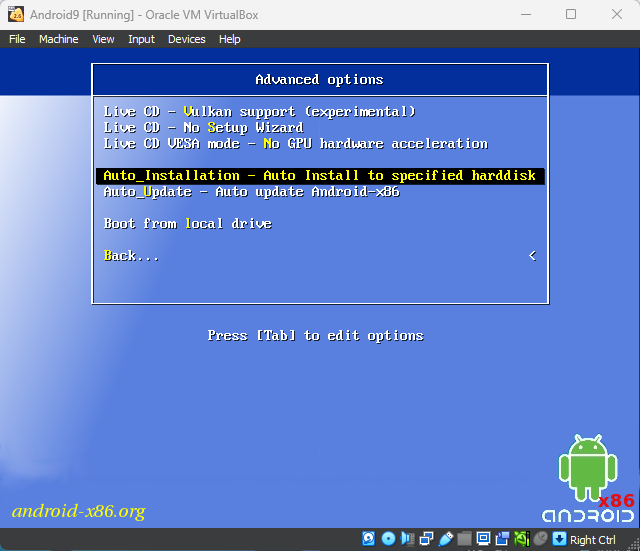 Android9 [Running] - Oracle VM VirtualBox
File Machine View Input Devices Help
Advanced options
Live CD - Vulkan support (experimental)
Live CD - No Setup Wizard
Live CD VESA mode - No GPU hardware acceleration
Auto_Installation - Auto Install to specified harddisk
Auto_Update - Auto update Android-x86
Boot from local drive
Back... <
Press [Tab] to edit options
android-x86.org
x86
ANDROID
Right Ctrl